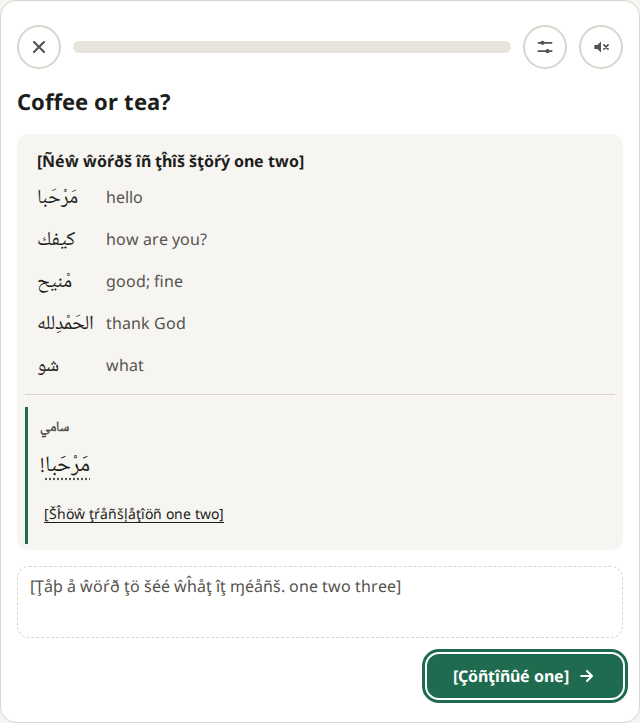 Coffee or tea?
[Ñéŵ ŵöŕðš îñ ţĥîš šţöŕý one two]
مَرْحَبا hello
كيفك how are you?
مْنيح good; fine
الحَمْدِلله thank God
شو what
سامي
مَرْحَبا!
[Šĥöŵ ţŕåñšļåţîöñ one two]
[Ţåþ å ŵöŕð ţö šéé ŵĥåţ îţ ɱéåñš. one two three]
[Çöñţîñûé one]